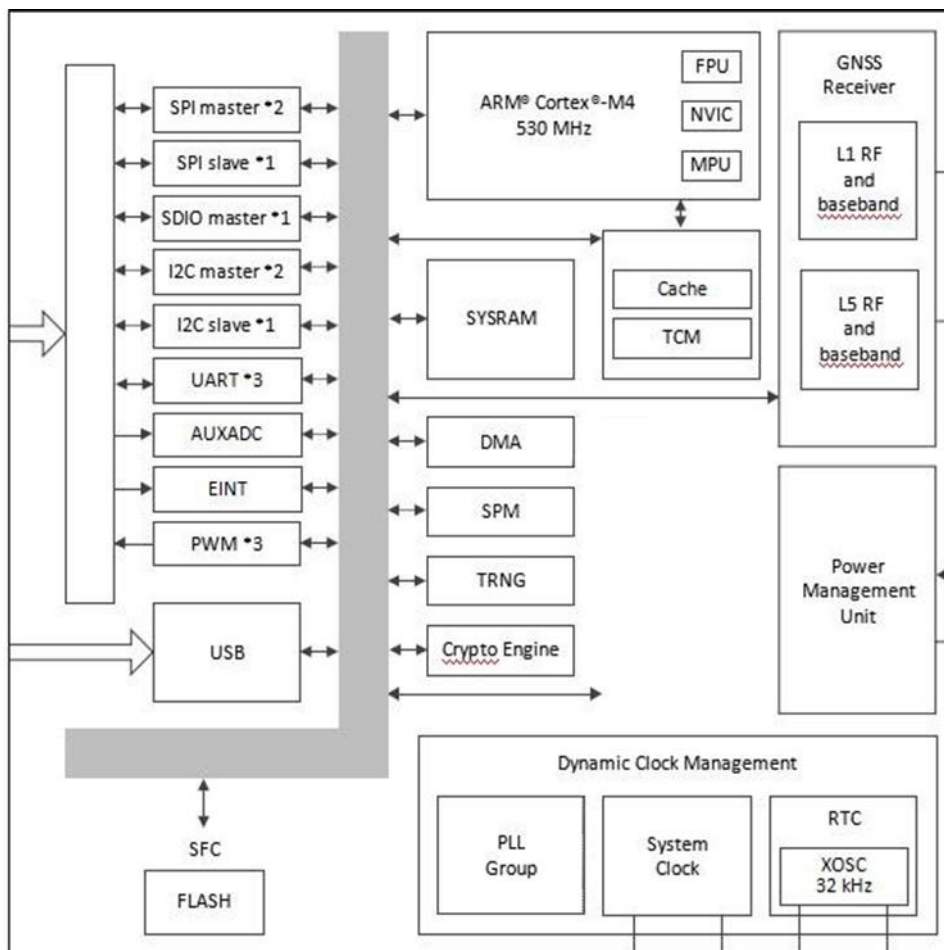 SPI master *2
SPI slave *1
SDIO master *1
I2C master *2
I2C slave *1
UART *3
AUXADC
EINT
PWM *3
USB
SFC
FLASH
ARM® Cortex®-M4
530 MHz
FPU
NVIC
MPU
SYSRAM
Cache
TCM
DMA
SPM
TRNG
Crypto Engine
GNSS
Receiver
L1 RF
and
baseband
L5 RF
and
baseband
Power
Management
Unit
Dynamic Clock Management
PLL
Group
System
Clock
RTC
XOSC
32 kHz